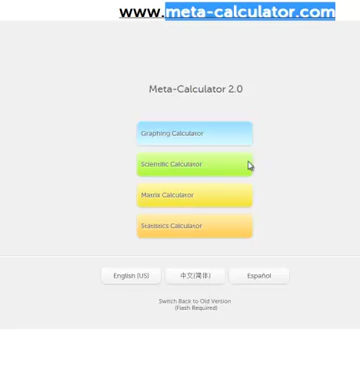 www.meta-calculator.com
Meta-Calculator 2.0
Graphing Calculator
Scientific Calculator
Matrix Calculator
Statistics Calculator
English (US)
中文(简体)
Español
Switch Back to Old Version
(Flash Required)